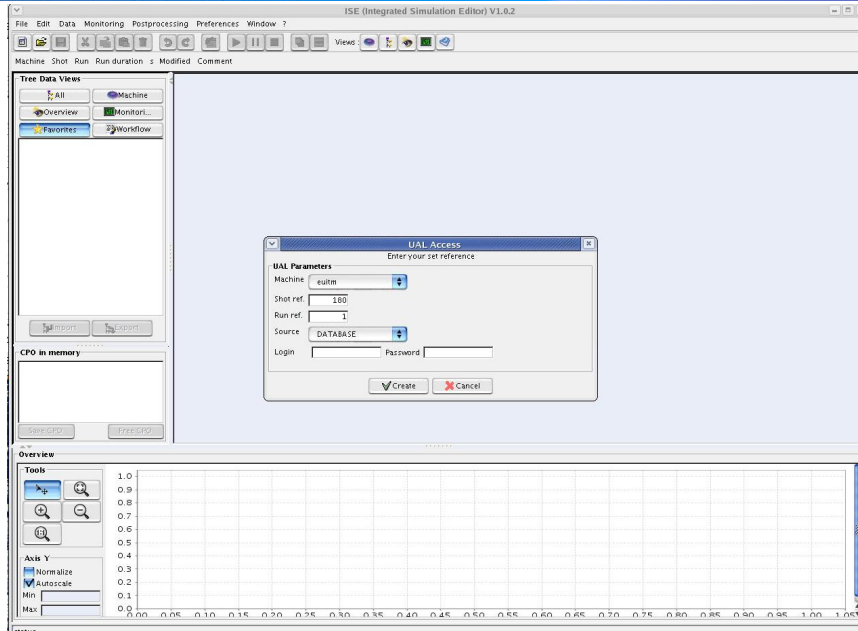 ISE (Integrated Simulation Editor) V1.0.2
File Edit Data Monitoring Postprocessing Preferences Window ?
Views :
Machine Shot Run Run duration s Modified Comment
Tree Data Views
All Machine
Overview Monitori...
Favorites Workflow
Import Export
CPO in memory
Save CPO Free CPO
UAL Access
Enter your set reference
UAL Parameters
Machine euitm
Shot ref. 180
Run ref. 1
Source DATABASE
Login Password
Create Cancel
Overview
Tools
Axis Y
Normalize
Autoscale
Min
Max
1.0
0.9
0.8
0.7
0.6
0.5
0.4
0.3
0.2
0.1
0.0
0.00 0.05 0.10 0.15 0.20 0.25 0.30 0.35 0.40 0.45 0.50 0.55 0.60 0.65 0.70 0.75 0.80 0.85 0.90 0.95 1.00 1.05
status